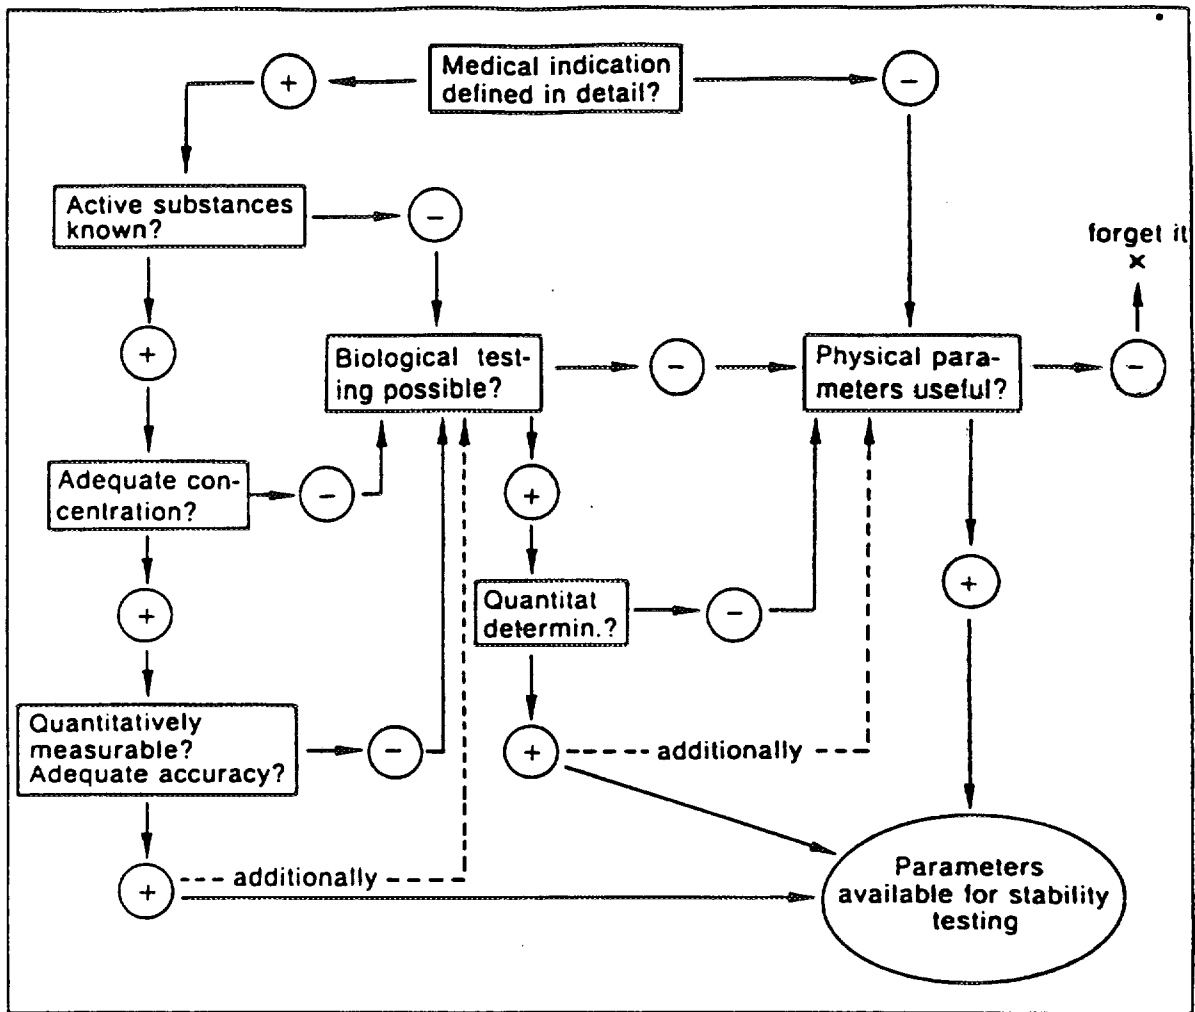 Medical indication
defined in detail?
+
−
Active substances
known?
−
forget it
×
+
Biological test-
ing possible?
−
Physical para-
meters useful?
−
Adequate con-
centration?
−
+
+
Quantitat
determin.?
−
+
Quantitatively
measurable?
Adequate accuracy?
−
+
additionally
+
additionally
Parameters
available for stability
testing